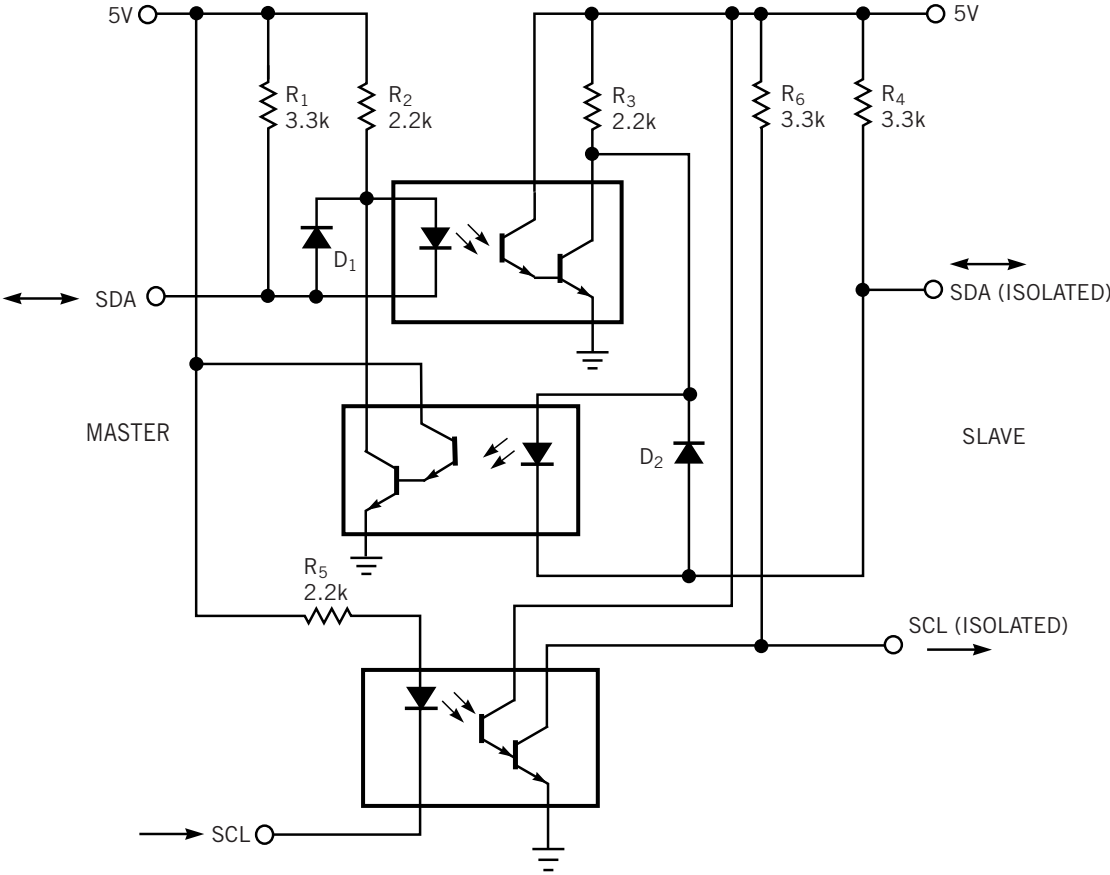 5V
5V
R1
3.3k
R2
2.2k
R3
2.2k
R6
3.3k
R4
3.3k
D1
SDA
SDA (ISOLATED)
MASTER
SLAVE
D2
R5
2.2k
SCL (ISOLATED)
SCL